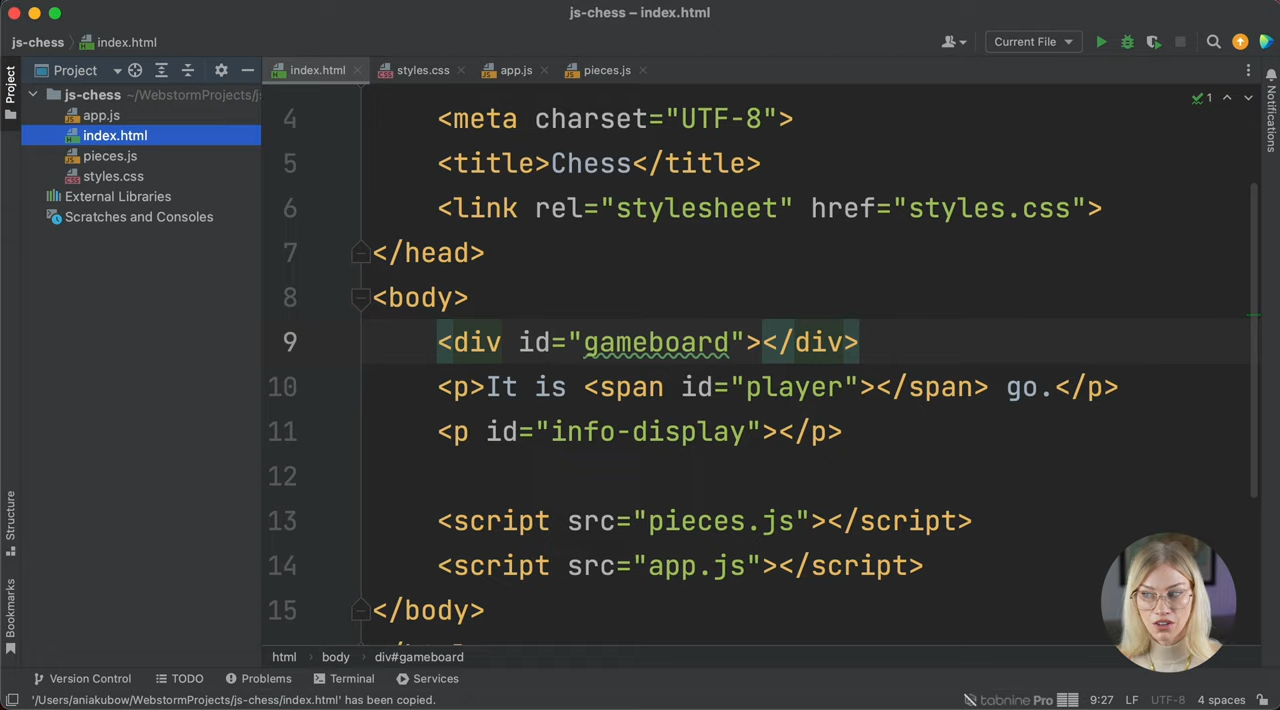 js-chess – index.html
js-chess
index.html
Current File
Project
index.html
styles.css
app.js
pieces.js
Project
js-chess ~/WebstormProjects/js
app.js
index.html
pieces.js
styles.css
External Libraries
Scratches and Consoles
1
4 <meta charset="UTF-8">
5 <title>Chess</title>
6 <link rel="stylesheet" href="styles.css">
7 </head>
8 <body>
9 <div id="gameboard"></div>
10 <p>It is <span id="player"></span> go.</p>
11 <p id="info-display"></p>
12
13 <script src="pieces.js"></script>
14 <script src="app.js"></script>
15 </body>
Notifications
Structure
Bookmarks
html
body
div#gameboard
Version Control
TODO
Problems
Terminal
Services
'/Users/aniakubow/WebstormProjects/js-chess/index.html' has been copied.
tabnine Pro
9:27
LF
UTF-8
4 spaces